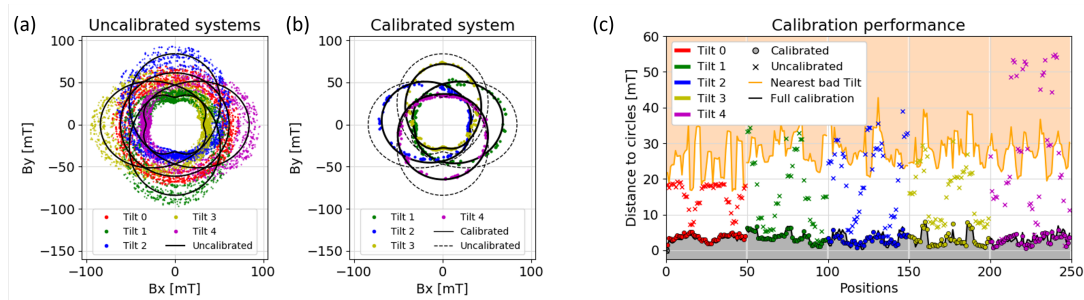 (a)
Uncalibrated systems
100
50
0
−50
−100
−150
By [mT]
−100
0
100
Bx [mT]
Tilt 0
Tilt 1
Tilt 2
Tilt 3
Tilt 4
Uncalibrated
(b)
Calibrated system
100
50
0
−50
−100
−150
By [mT]
−100
0
100
Bx [mT]
Tilt 1
Tilt 2
Tilt 3
Tilt 4
Calibrated
Uncalibrated
(c)
Calibration performance
60
50
40
30
20
10
0
Distance to circles [mT]
0
50
100
150
200
250
Positions
Tilt 0
Tilt 1
Tilt 2
Tilt 3
Tilt 4
Calibrated
Uncalibrated
Nearest bad Tilt
Full calibration